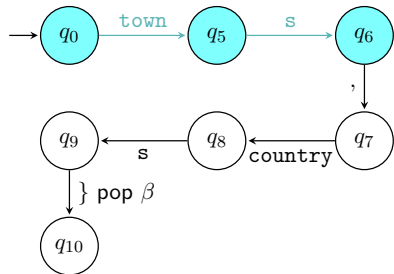 q0 town q5 s q6
,
q9 s q8 country q7
} pop β
q10